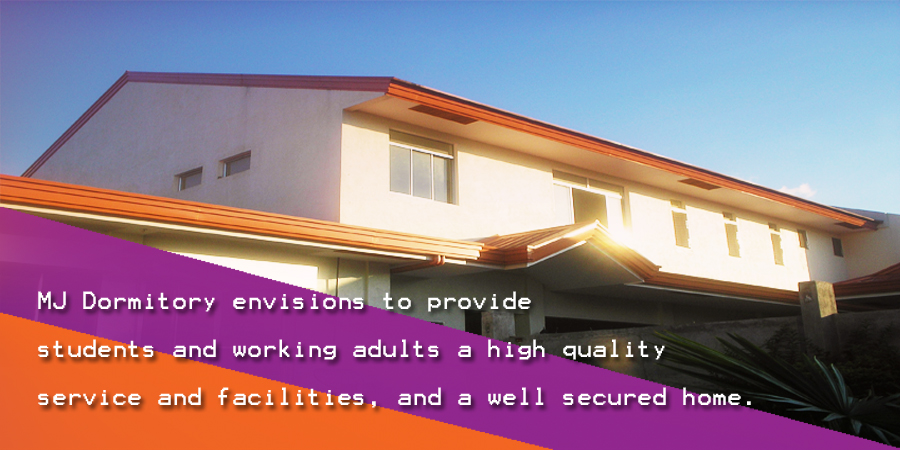 MJ Dormitory envisions to provide
students and working adults a high quality
service and facilities, and a well secured home.